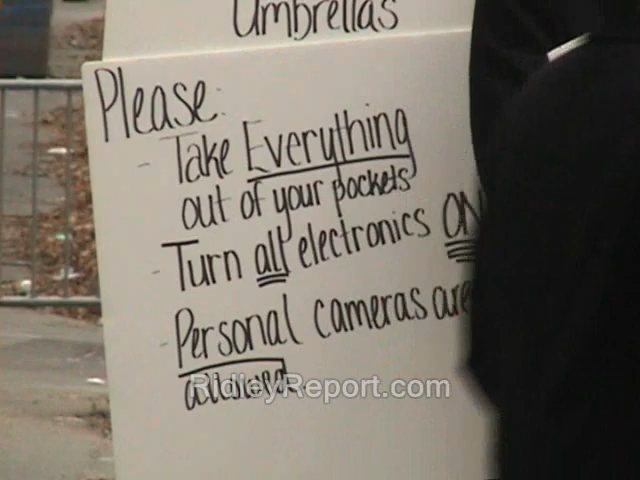 Umbrellas
Please:
- Take Everything
out of your pockets
- Turn all electronics ON
- Personal cameras are
allowed
RidleyReport.com